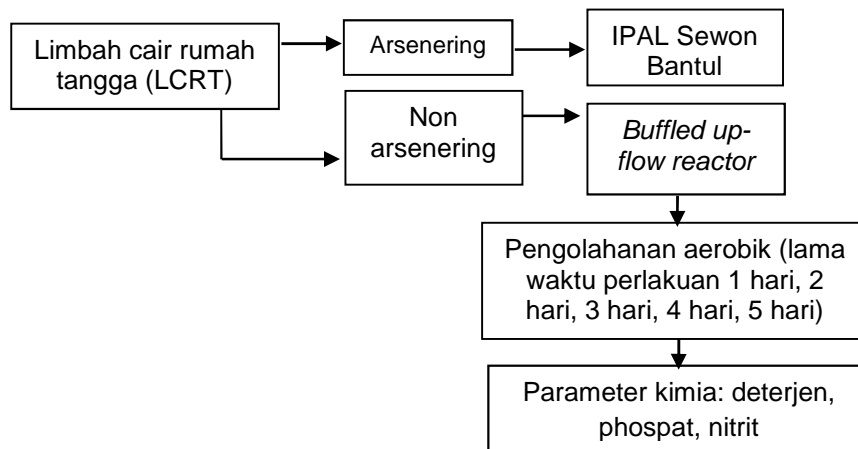 Limbah cair rumah
tangga (LCRT)
Arsenering
IPAL Sewon
Bantul
Non
arsenering
Buffled up-
flow reactor
Pengolahanan aerobik (lama
waktu perlakuan 1 hari, 2
hari, 3 hari, 4 hari, 5 hari)
Parameter kimia: deterjen,
phospat, nitrit